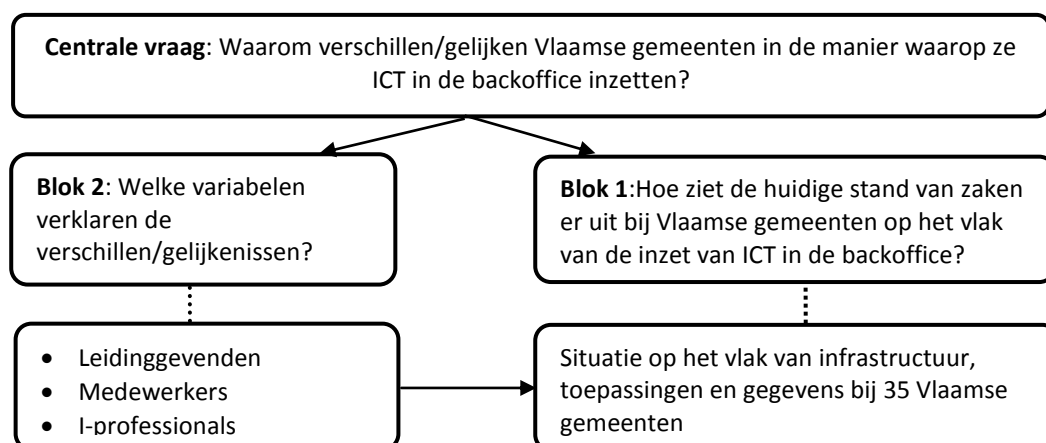 Centrale vraag: Waarom verschillen/gelijken Vlaamse gemeenten in de manier waarop ze
ICT in de backoffice inzetten?
Blok 2: Welke variabelen
verklaren de
verschillen/gelijkenissen?
Blok 1:Hoe ziet de huidige stand van zaken
er uit bij Vlaamse gemeenten op het vlak
van de inzet van ICT in de backoffice?
• Leidinggevenden
• Medewerkers
• I-professionals
Situatie op het vlak van infrastructuur,
toepassingen en gegevens bij 35 Vlaamse
gemeenten